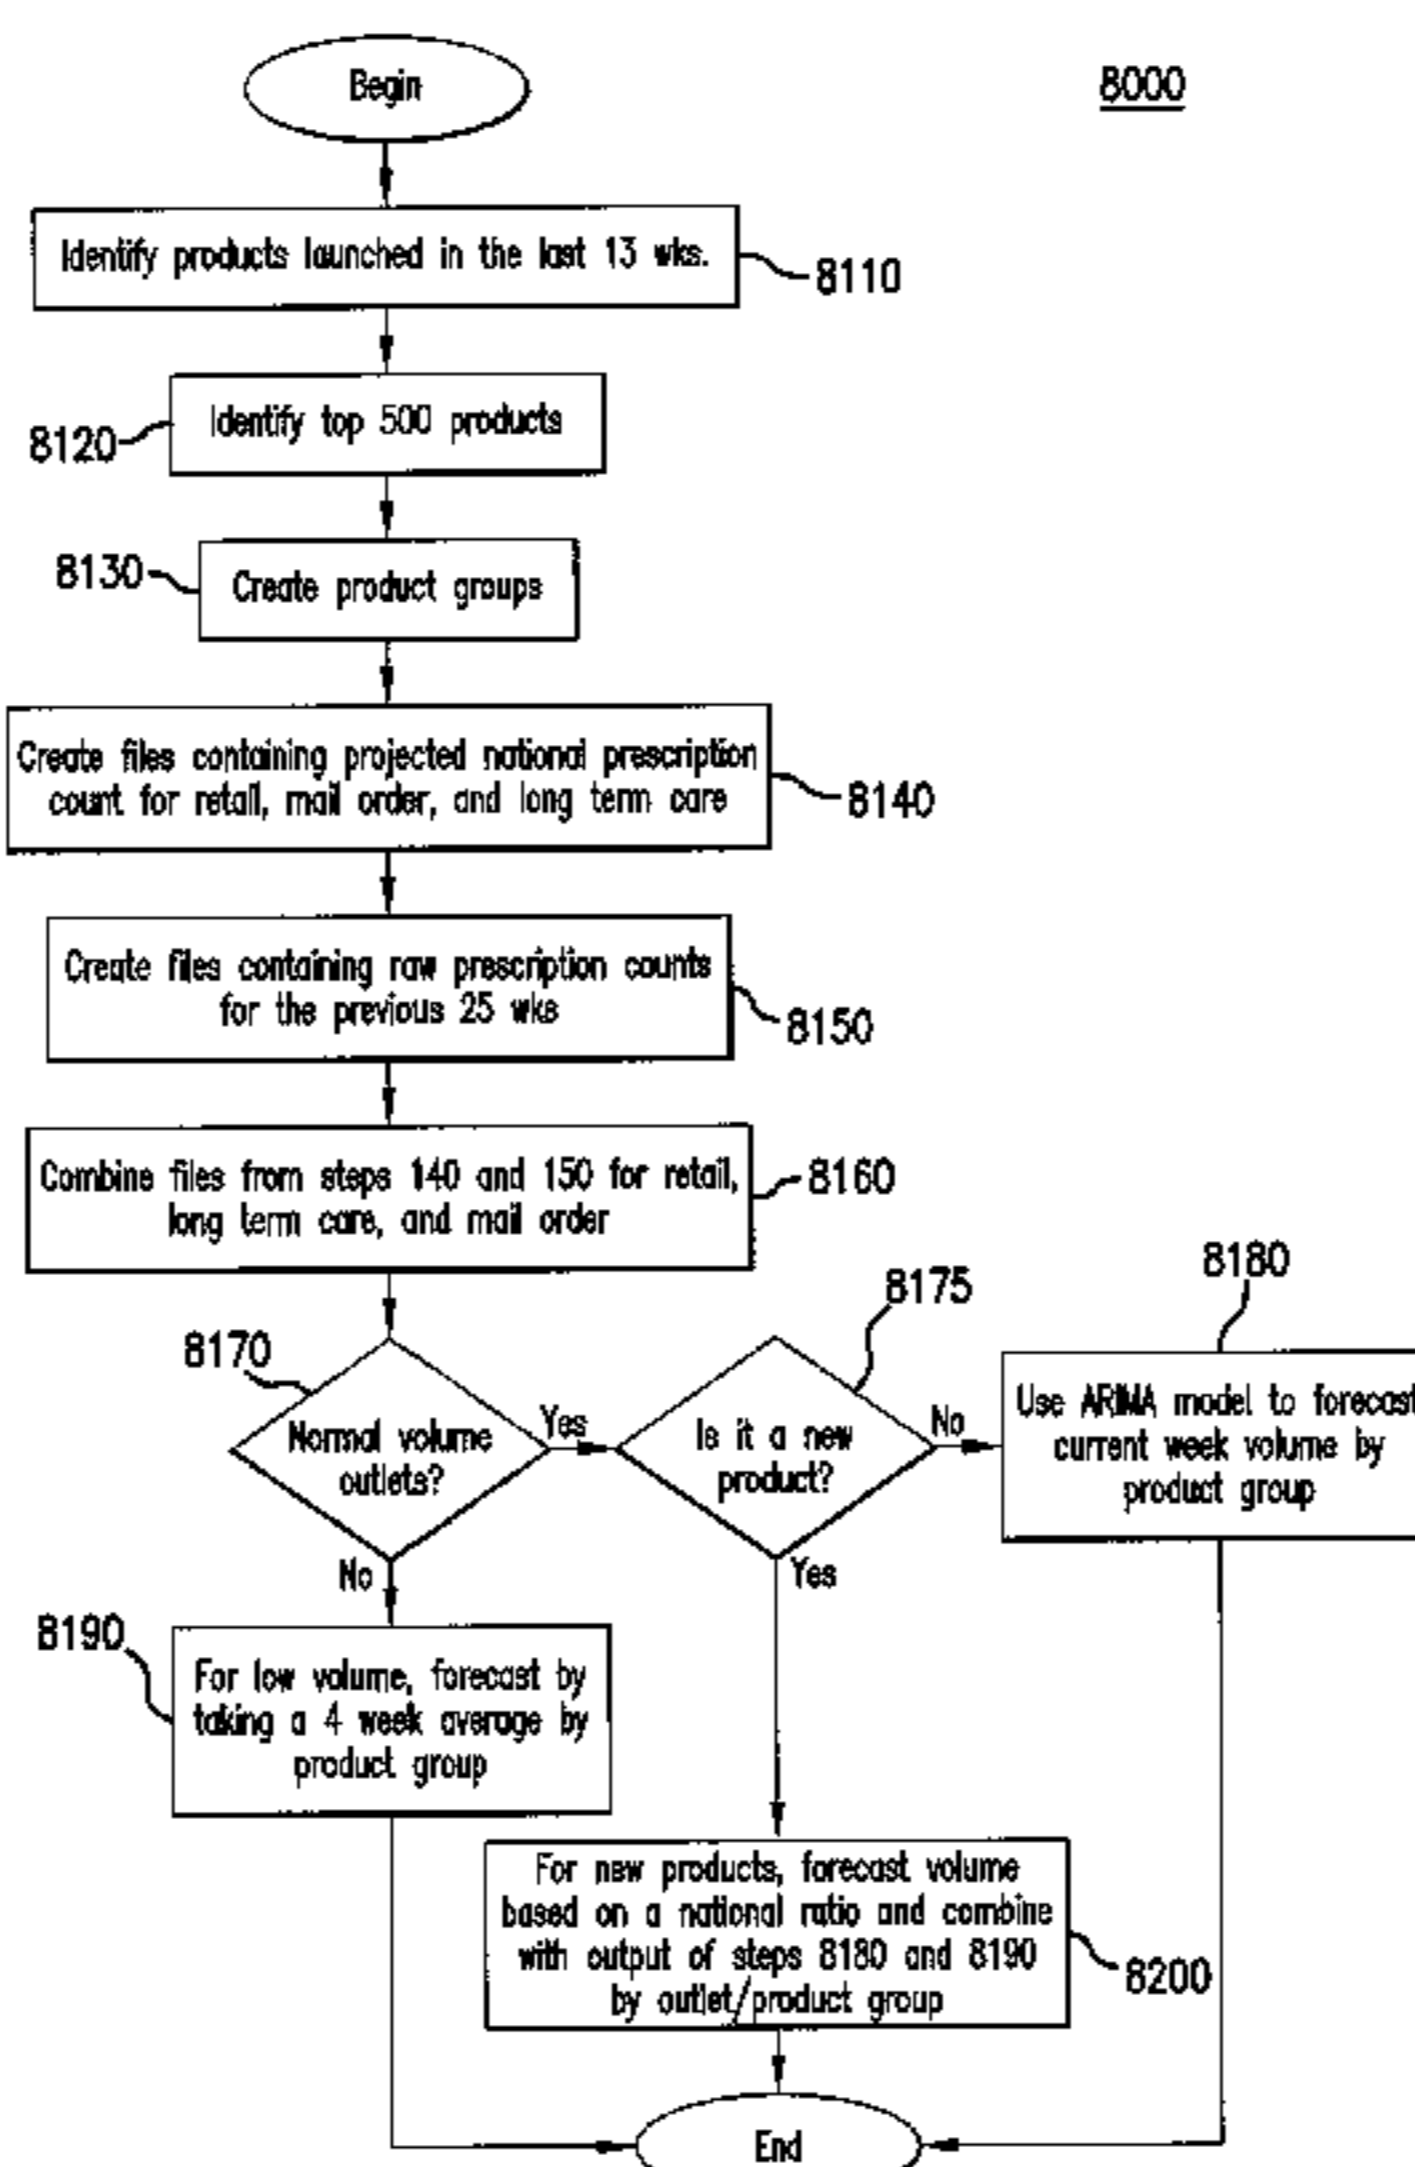 Begin
8000
Identify products launched in the last 13 wks.
8110
Identify top 500 products
8120
8130
Create product groups
Create files containing projected national prescription
count for retail, mail order, and long term care
8140
Create files containing raw prescription counts
for the previous 25 wks
8150
Combine files from steps 140 and 150 for retail,
long term care, and mail order
8160
8170
Normal volume
outlets?
Yes
No
8175
Is it a new
product?
No
Yes
8180
Use ARIMA model to forecast
current week volume by
product group
8190
For low volume, forecast by
taking a 4 week average by
product group
For new products, forecast volume
based on a national ratio and combine
with output of steps 8180 and 8190
by outlet/product group
8200
End